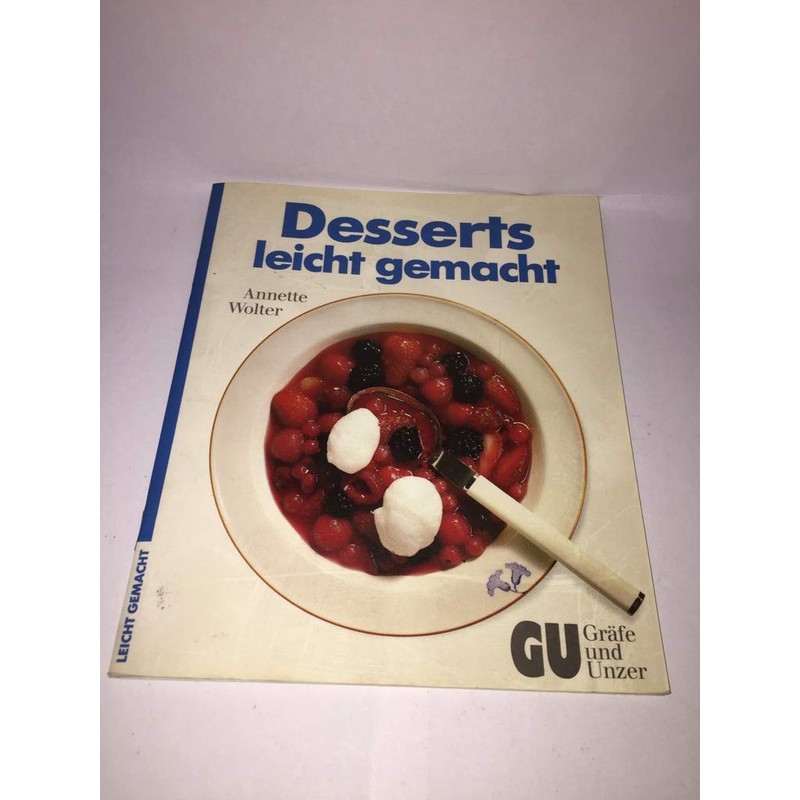 Desserts
leicht gemacht
Annette
Wolter
LEICHT GEMACHT
GU
Gräfe
und
Unzer